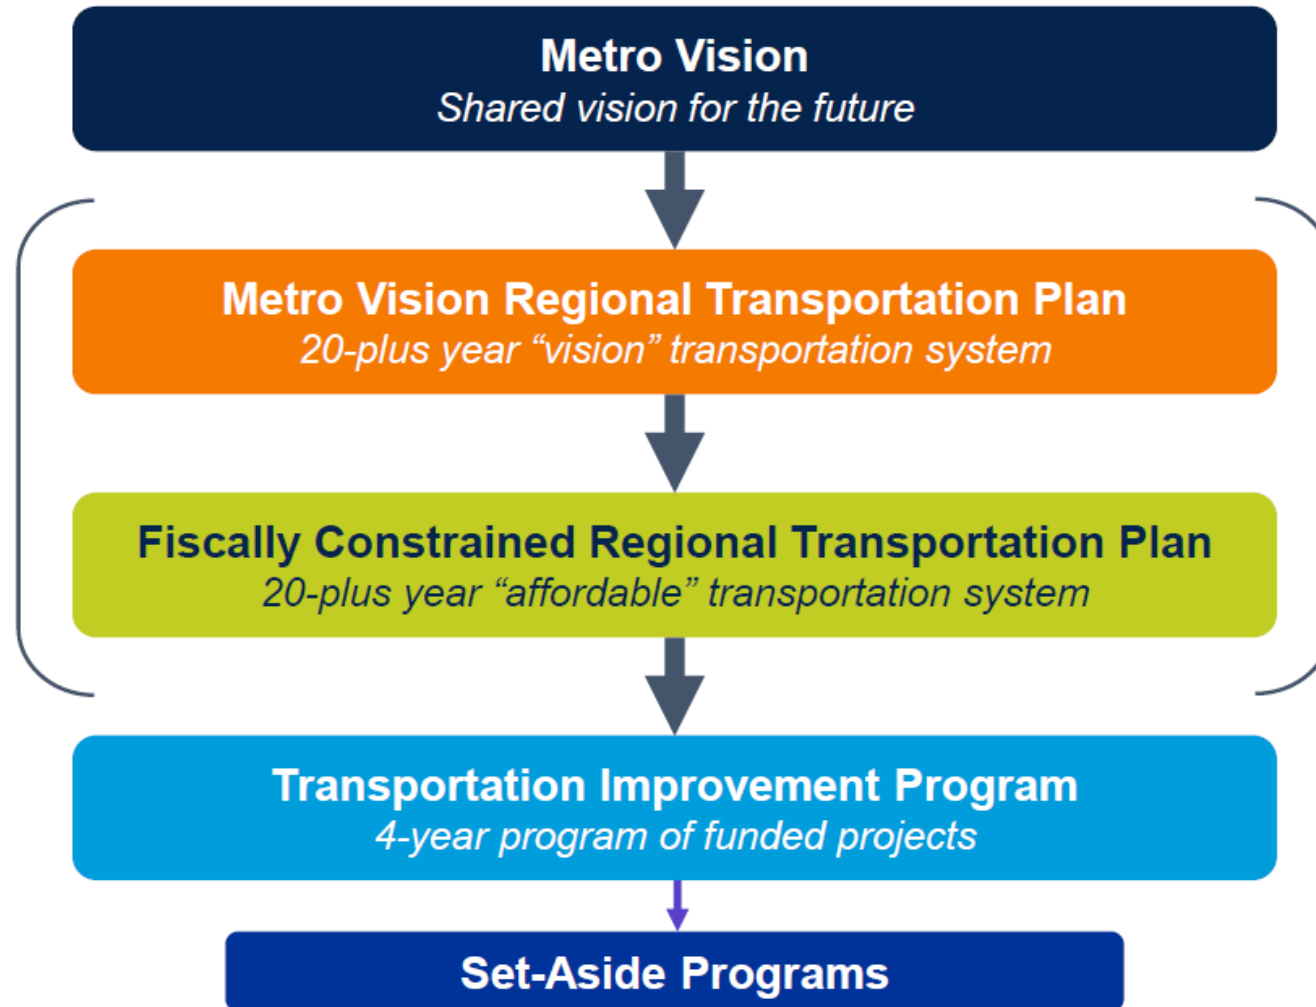 Metro Vision
Shared vision for the future
Metro Vision Regional Transportation Plan
20-plus year “vision” transportation system
Fiscally Constrained Regional Transportation Plan
20-plus year “affordable” transportation system
Transportation Improvement Program
4-year program of funded projects
Set-Aside Programs